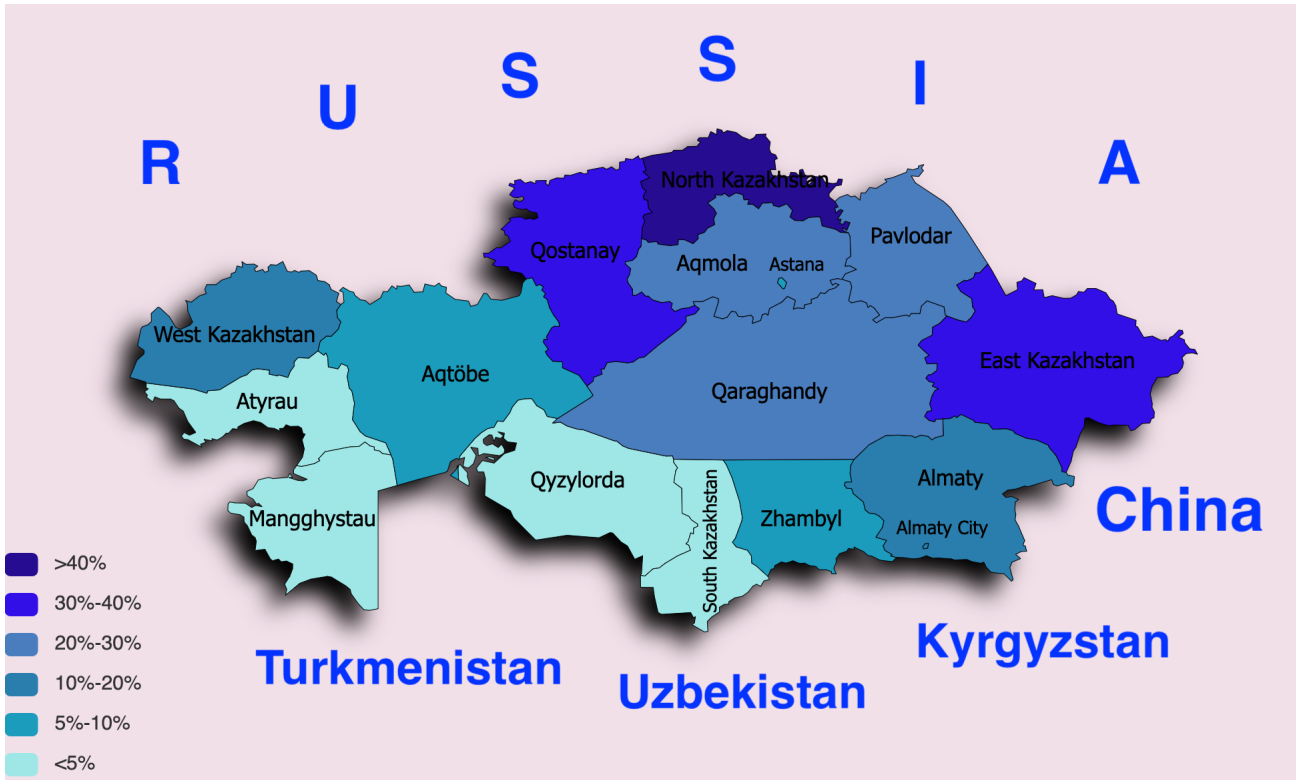 R U S S I A
North Kazakhstan
Pavlodar
Qostanay
Aqmola
Astana
West Kazakhstan
East Kazakhstan
Aqtöbe
Qaraghandy
Atyrau
Qyzylorda
South Kazakhstan
Almaty
Mangghystau
Zhambyl
Almaty City
China
>40%
30%-40%
20%-30%
10%-20%
5%-10%
<5%
Kyrgyzstan
Turkmenistan
Uzbekistan